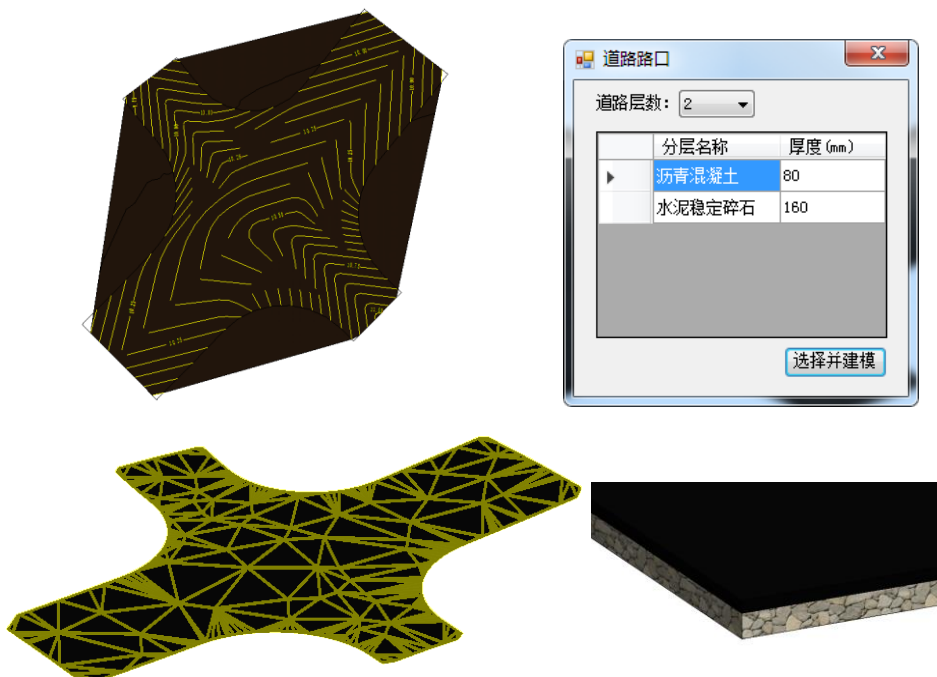 道路路口
道路层数: 2
分层名称 厚度(mm)
沥青混凝土 80
水泥稳定碎石 160
选择并建模